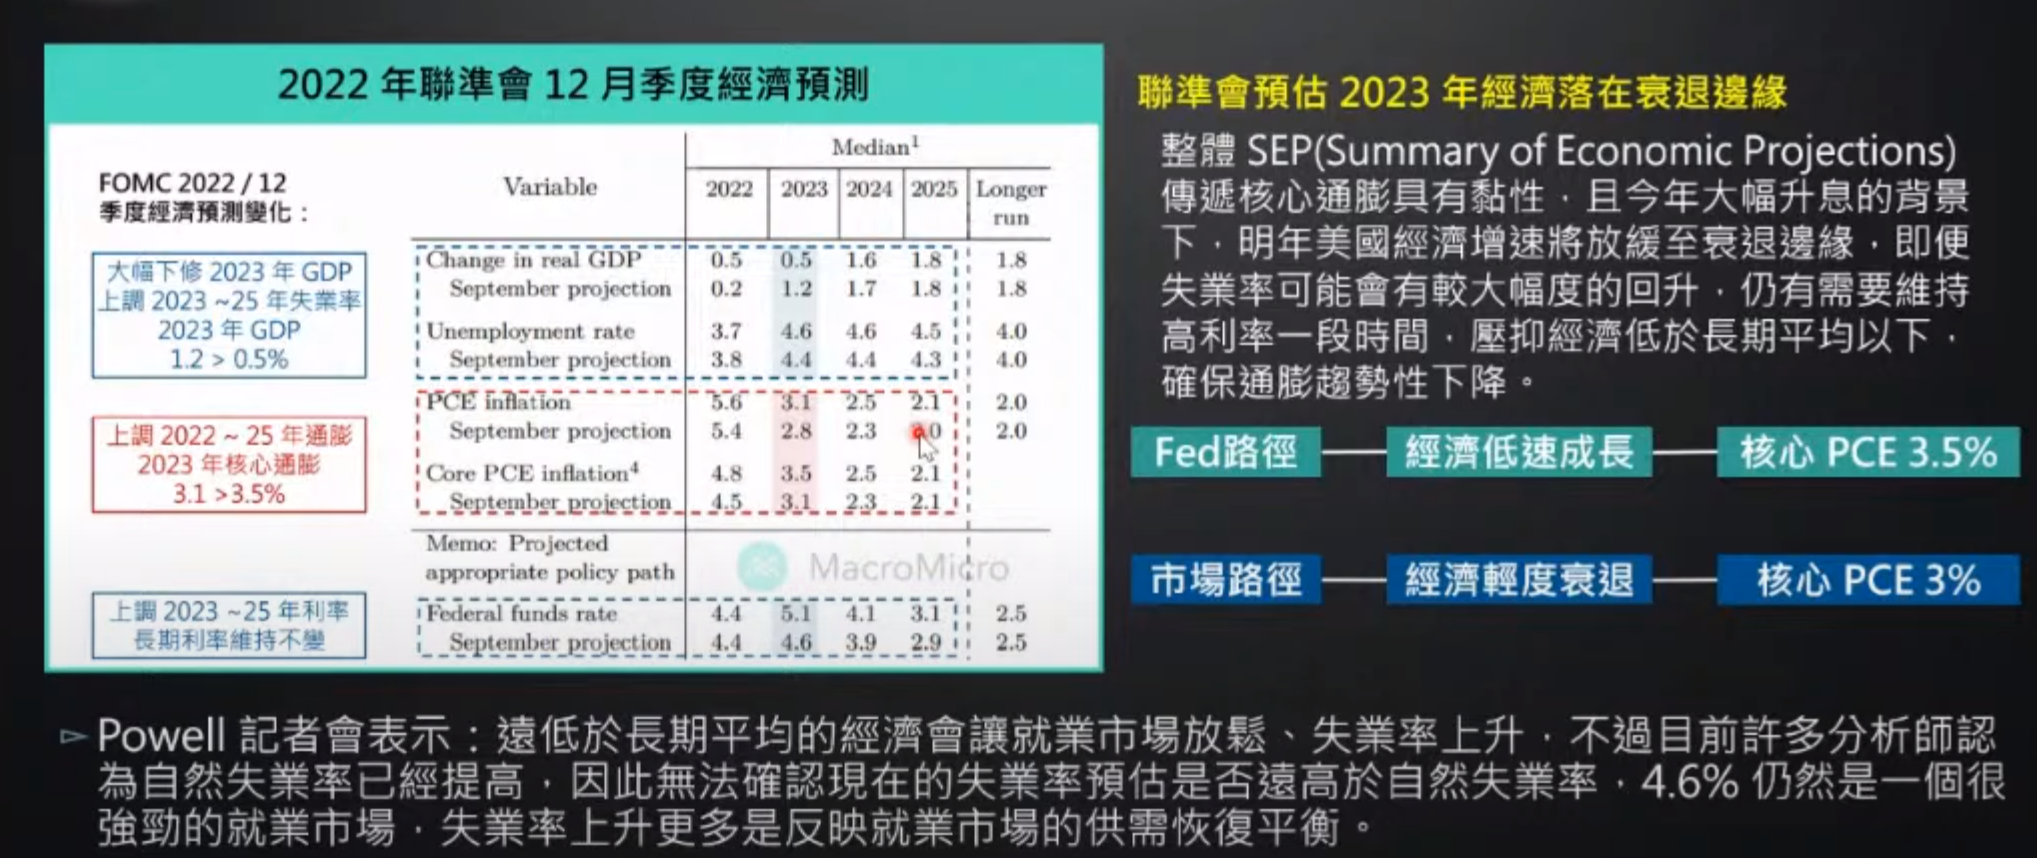 2022 年聯準會 12 月季度經濟預測
FOMC 2022 / 12
季度經濟預測變化：
大幅下修 2023 年 GDP
上調 2023 ~25 年失業率
2023 年 GDP
1.2 > 0.5%
上調 2022 ~ 25 年通膨
2023 年核心通膨
3.1 >3.5%
上調 2023 ~25 年利率
長期利率維持不變
Median¹
Variable 2022 2023 2024 2025 Longer
run
Change in real GDP 0.5 0.5 1.6 1.8 1.8
September projection 0.2 1.2 1.7 1.8 1.8
Unemployment rate 3.7 4.6 4.6 4.5 4.0
September projection 3.8 4.4 4.4 4.3 4.0
PCE inflation 5.6 3.1 2.5 2.1 2.0
September projection 5.4 2.8 2.3 .0 2.0
Core PCE inflation⁴ 4.8 3.5 2.5 2.1
September projection 4.5 3.1 2.3 2.1
Memo: Projected
appropriate policy path
MacroMicro
Federal funds rate 4.4 5.1 4.1 3.1 2.5
September projection 4.4 4.6 3.9 2.9 2.5
聯準會預估 2023 年經濟落在衰退邊緣
整體 SEP(Summary of Economic Projections)
傳遞核心通膨具有黏性，且今年大幅升息的背景
下，明年美國經濟增速將放緩至衰退邊緣，即便
失業率可能會有較大幅度的回升，仍有需要維持
高利率一段時間，壓抑經濟低於長期平均以下，
確保通膨趨勢性下降。
Fed路徑 經濟低速成長 核心 PCE 3.5%
市場路徑 經濟輕度衰退 核心 PCE 3%
Powell 記者會表示：遠低於長期平均的經濟會讓就業市場放鬆、失業率上升，不過目前許多分析師認
為自然失業率已經提高，因此無法確認現在的失業率預估是否遠高於自然失業率，4.6% 仍然是一個很
強勁的就業市場，失業率上升更多是反映就業市場的供需恢復平衡。